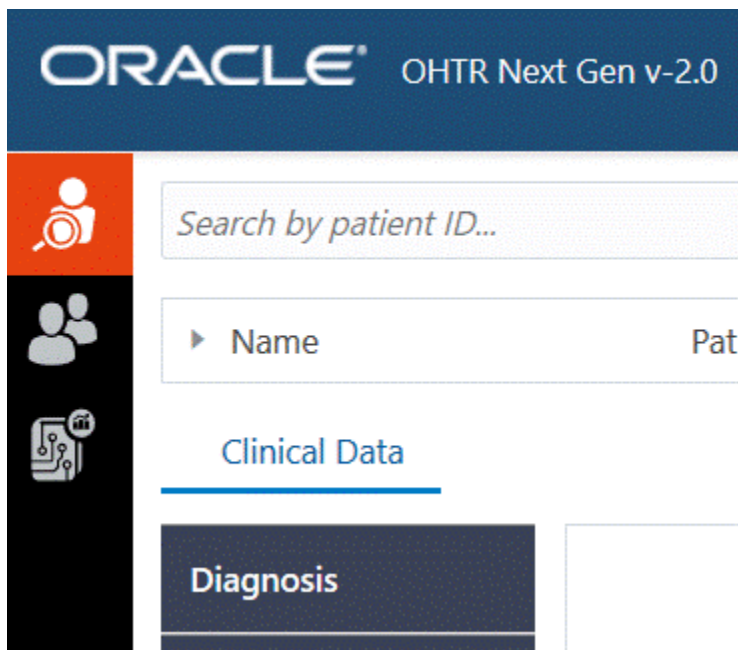 ORACLE® OHTR Next Gen v-2.0
Search by patient ID...
Name Pat
Clinical Data
Diagnosis